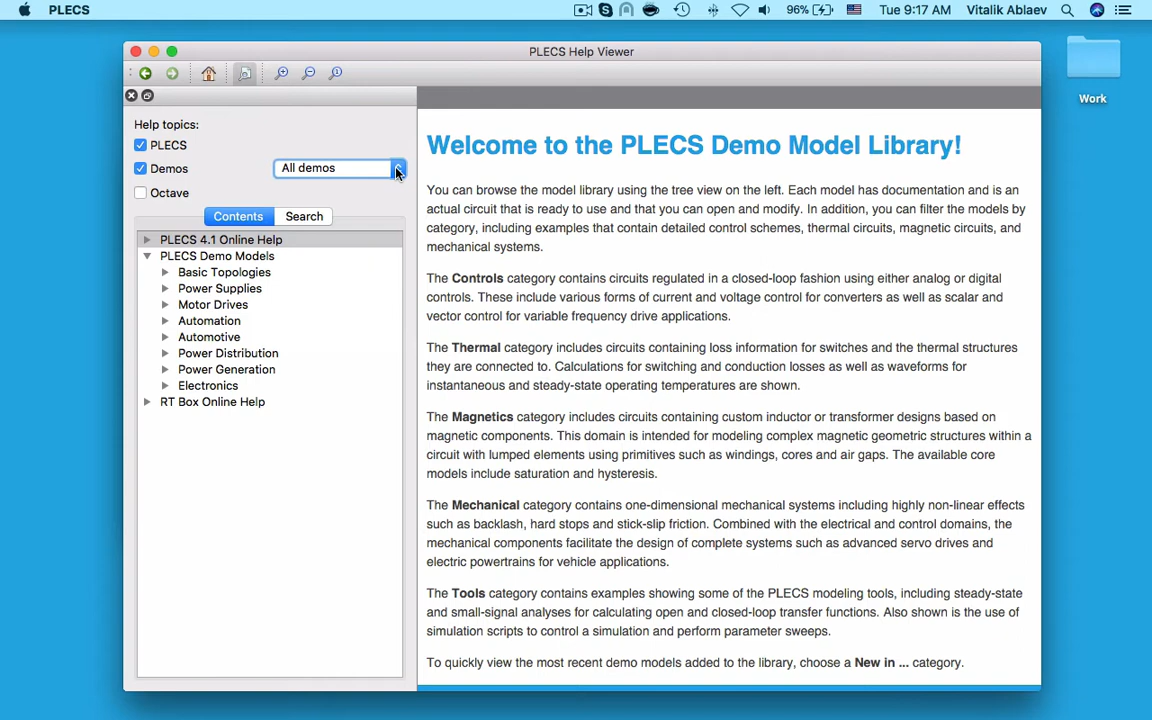 PLECS
96%
Tue 9:17 AM
Vitalik Ablaev
PLECS Help Viewer
Work
Help topics:
PLECS
Demos
All demos
Octave
Contents
Search
PLECS 4.1 Online Help
PLECS Demo Models
Basic Topologies
Power Supplies
Motor Drives
Automation
Automotive
Power Distribution
Power Generation
Electronics
RT Box Online Help
Welcome to the PLECS Demo Model Library!
You can browse the model library using the tree view on the left. Each model has documentation and is an
actual circuit that is ready to use and that you can open and modify. In addition, you can filter the models by
category, including examples that contain detailed control schemes, thermal circuits, magnetic circuits, and
mechanical systems.
The Controls category contains circuits regulated in a closed-loop fashion using either analog or digital
controls. These include various forms of current and voltage control for converters as well as scalar and
vector control for variable frequency drive applications.
The Thermal category includes circuits containing loss information for switches and the thermal structures
they are connected to. Calculations for switching and conduction losses as well as waveforms for
instantaneous and steady-state operating temperatures are shown.
The Magnetics category includes circuits containing custom inductor or transformer designs based on
magnetic components. This domain is intended for modeling complex magnetic geometric structures within a
circuit with lumped elements using primitives such as windings, cores and air gaps. The available core
models include saturation and hysteresis.
The Mechanical category contains one-dimensional mechanical systems including highly non-linear effects
such as backlash, hard stops and stick-slip friction. Combined with the electrical and control domains, the
mechanical components facilitate the design of complete systems such as advanced servo drives and
electric powertrains for vehicle applications.
The Tools category contains examples showing some of the PLECS modeling tools, including steady-state
and small-signal analyses for calculating open and closed-loop transfer functions. Also shown is the use of
simulation scripts to control a simulation and perform parameter sweeps.
To quickly view the most recent demo models added to the library, choose a New in ... category.